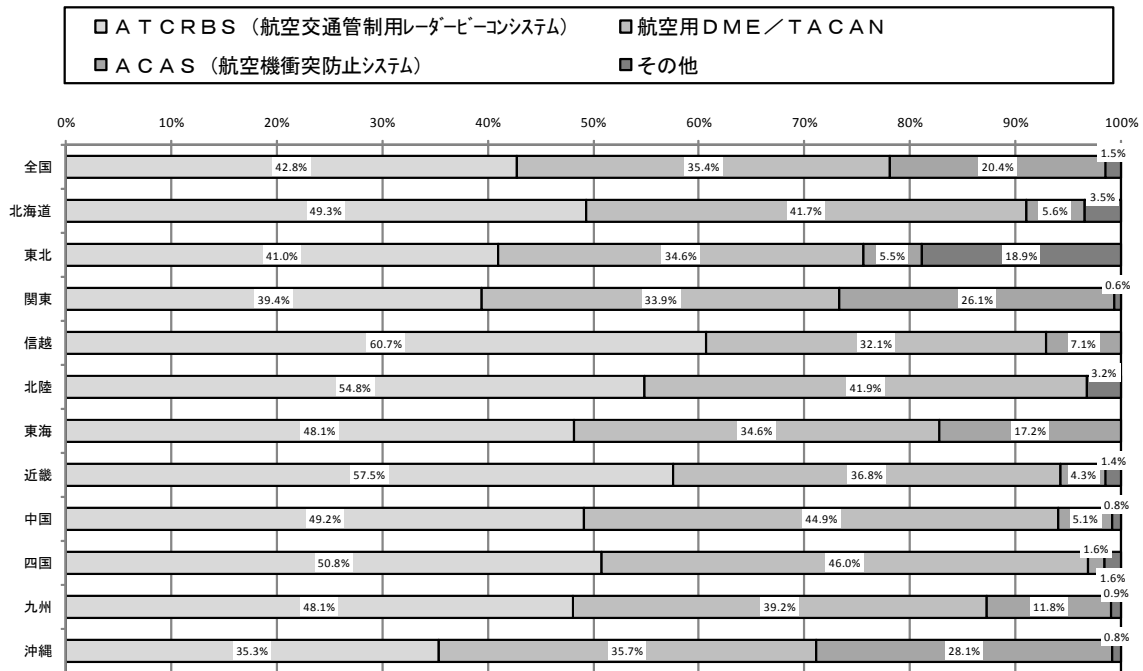 ＡＴＣＲＢＳ（航空交通管制用ﾚｰﾀﾞｰﾋﾞｰｺﾝｼｽﾃﾑ） 航空用ＤＭＥ／ＴＡＣＡＮ
ＡＣＡＳ（航空機衝突防止ｼｽﾃﾑ） その他
0% 10% 20% 30% 40% 50% 60% 70% 80% 90% 100%
全国 42.8% 35.4% 20.4% 1.5%
北海道 49.3% 41.7% 5.6% 3.5%
東北 41.0% 34.6% 5.5% 18.9%
関東 39.4% 33.9% 26.1% 0.6%
信越 60.7% 32.1% 7.1%
北陸 54.8% 41.9% 3.2%
東海 48.1% 34.6% 17.2%
近畿 57.5% 36.8% 4.3% 1.4%
中国 49.2% 44.9% 5.1% 0.8%
四国 50.8% 46.0% 1.6% 1.6%
九州 48.1% 39.2% 11.8% 0.9%
沖縄 35.3% 35.7% 28.1% 0.8%